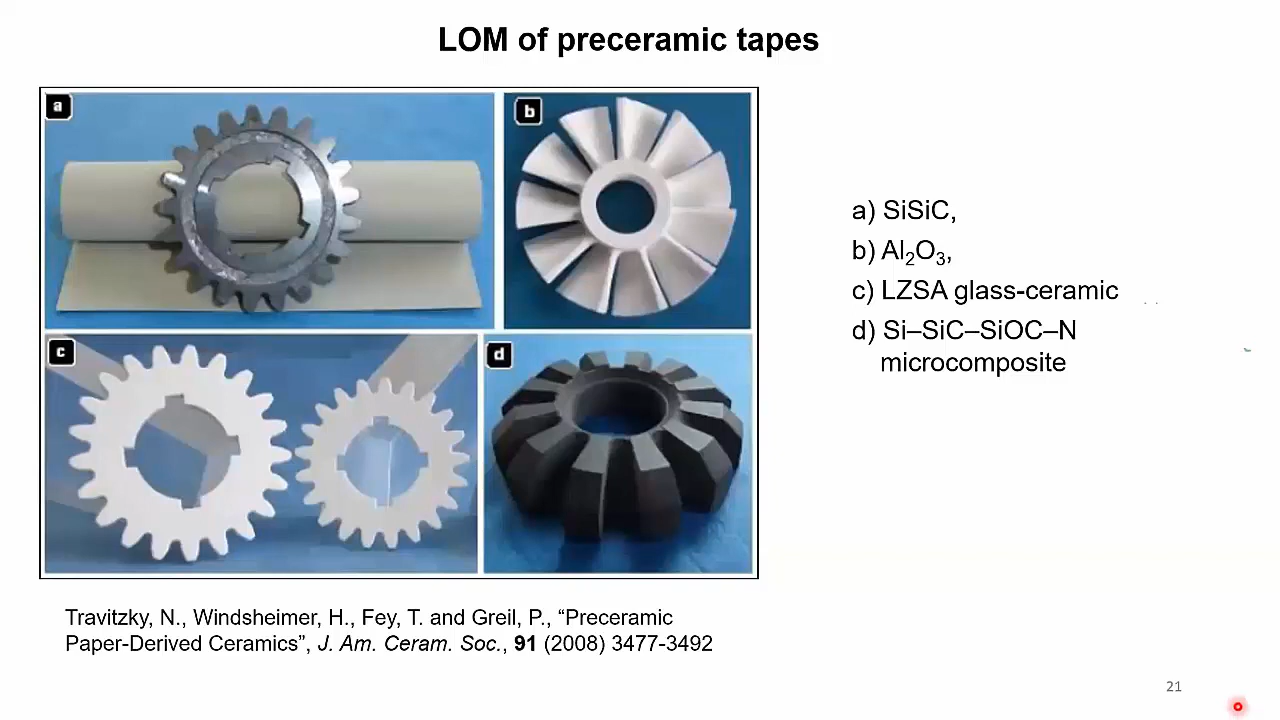 LOM of preceramic tapes
a
b
c
d
a) SiSiC,
b) Al₂O₃,
c) LZSA glass-ceramic
d) Si–SiC–SiOC–N
microcomposite
Travitzky, N., Windsheimer, H., Fey, T. and Greil, P., “Preceramic
Paper-Derived Ceramics”, J. Am. Ceram. Soc., 91 (2008) 3477-3492
21